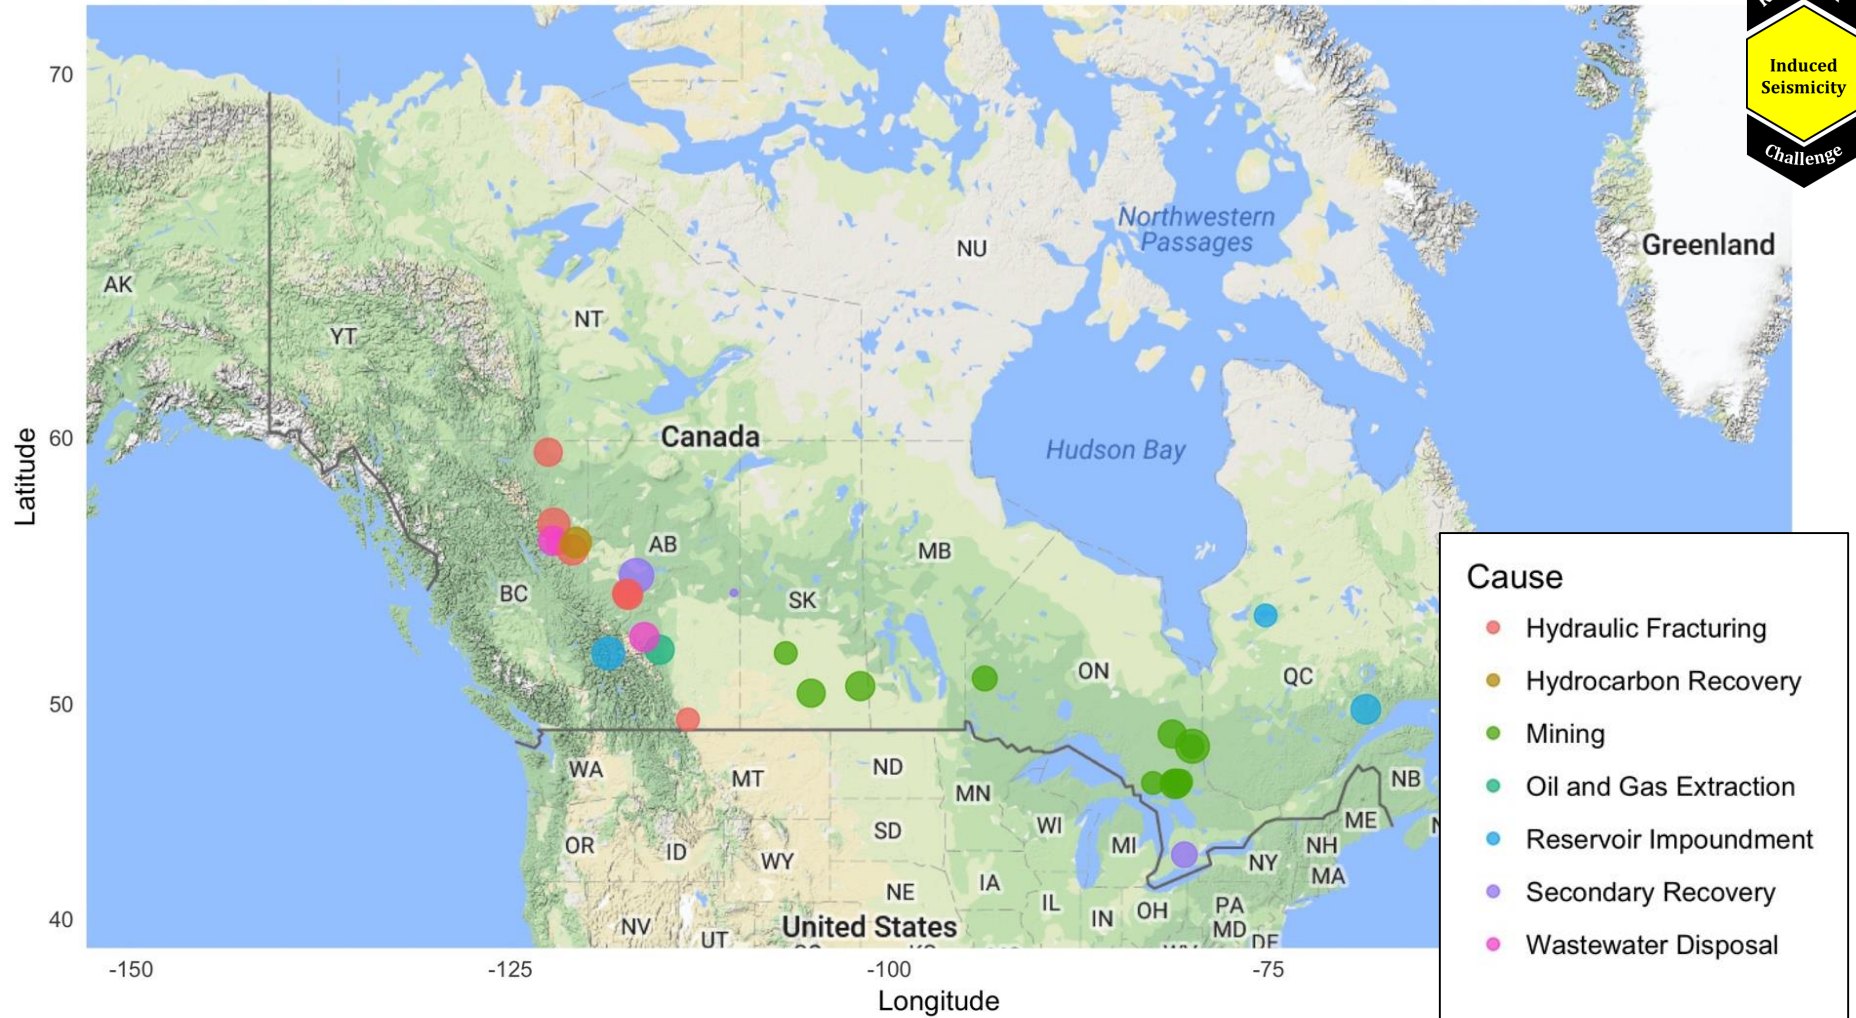 Induced
Seismicity
Challenge
70
60
50
40
Latitude
-150
-125
-100
-75
Longitude
Northwestern
Passages
NU
Greenland
AK
NT
YT
Canada
Hudson Bay
AB
MB
BC
SK
ON
QC
WA
MT
ND
MN
NB
ME
OR
ID
WY
SD
WI
MI
NY
NH
MA
IA
NE
IL
IN
OH
PA
MD
NV
UT
United States
Cause
Hydraulic Fracturing
Hydrocarbon Recovery
Mining
Oil and Gas Extraction
Reservoir Impoundment
Secondary Recovery
Wastewater Disposal